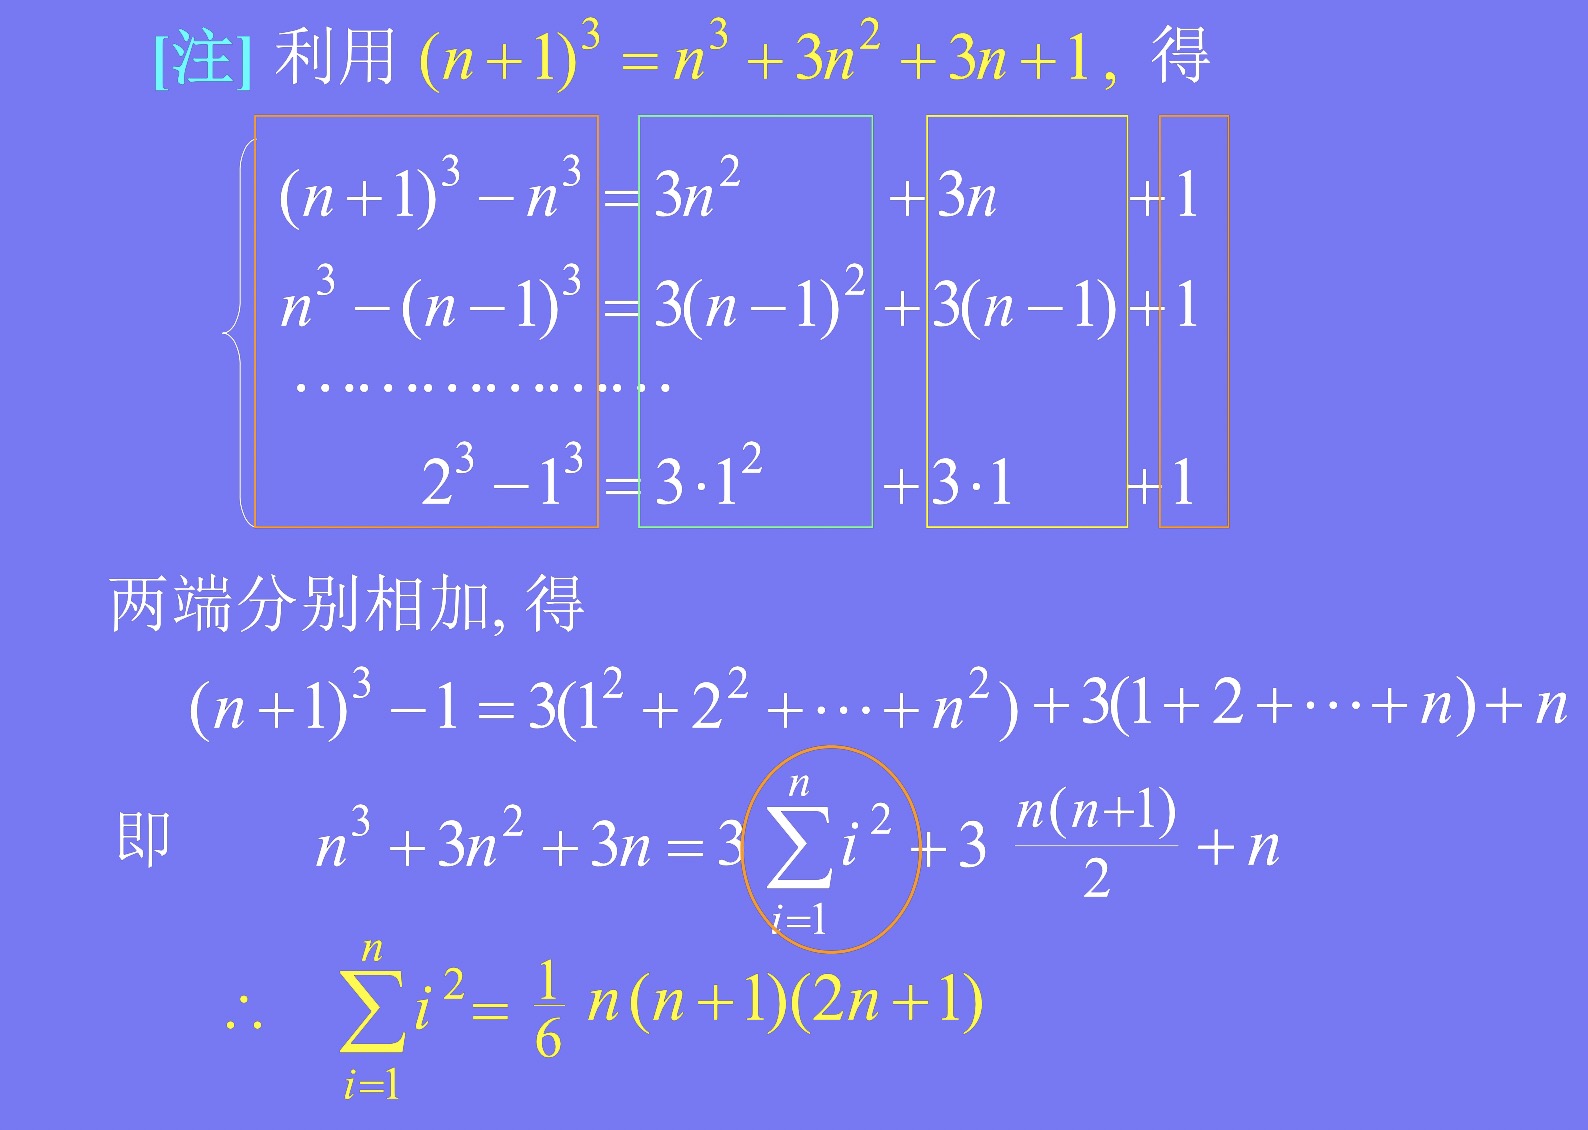 [注] 利用 (n+1)³ = n³ + 3n² + 3n + 1, 得
(n+1)³ − n³ = 3n² + 3n + 1
n³ − (n−1)³ = 3(n−1)² + 3(n−1) + 1
………………
2³ − 1³ = 3·1² + 3·1 + 1
两端分别相加, 得
(n+1)³ − 1 = 3(1² + 2² + ⋯ + n²) + 3(1 + 2 + ⋯ + n) + n
即 n³ + 3n² + 3n = 3 ∑_{i=1}^{n} i² + 3 n(n+1)/2 + n
∴ ∑_{i=1}^{n} i² = 1/6 n(n+1)(2n+1)